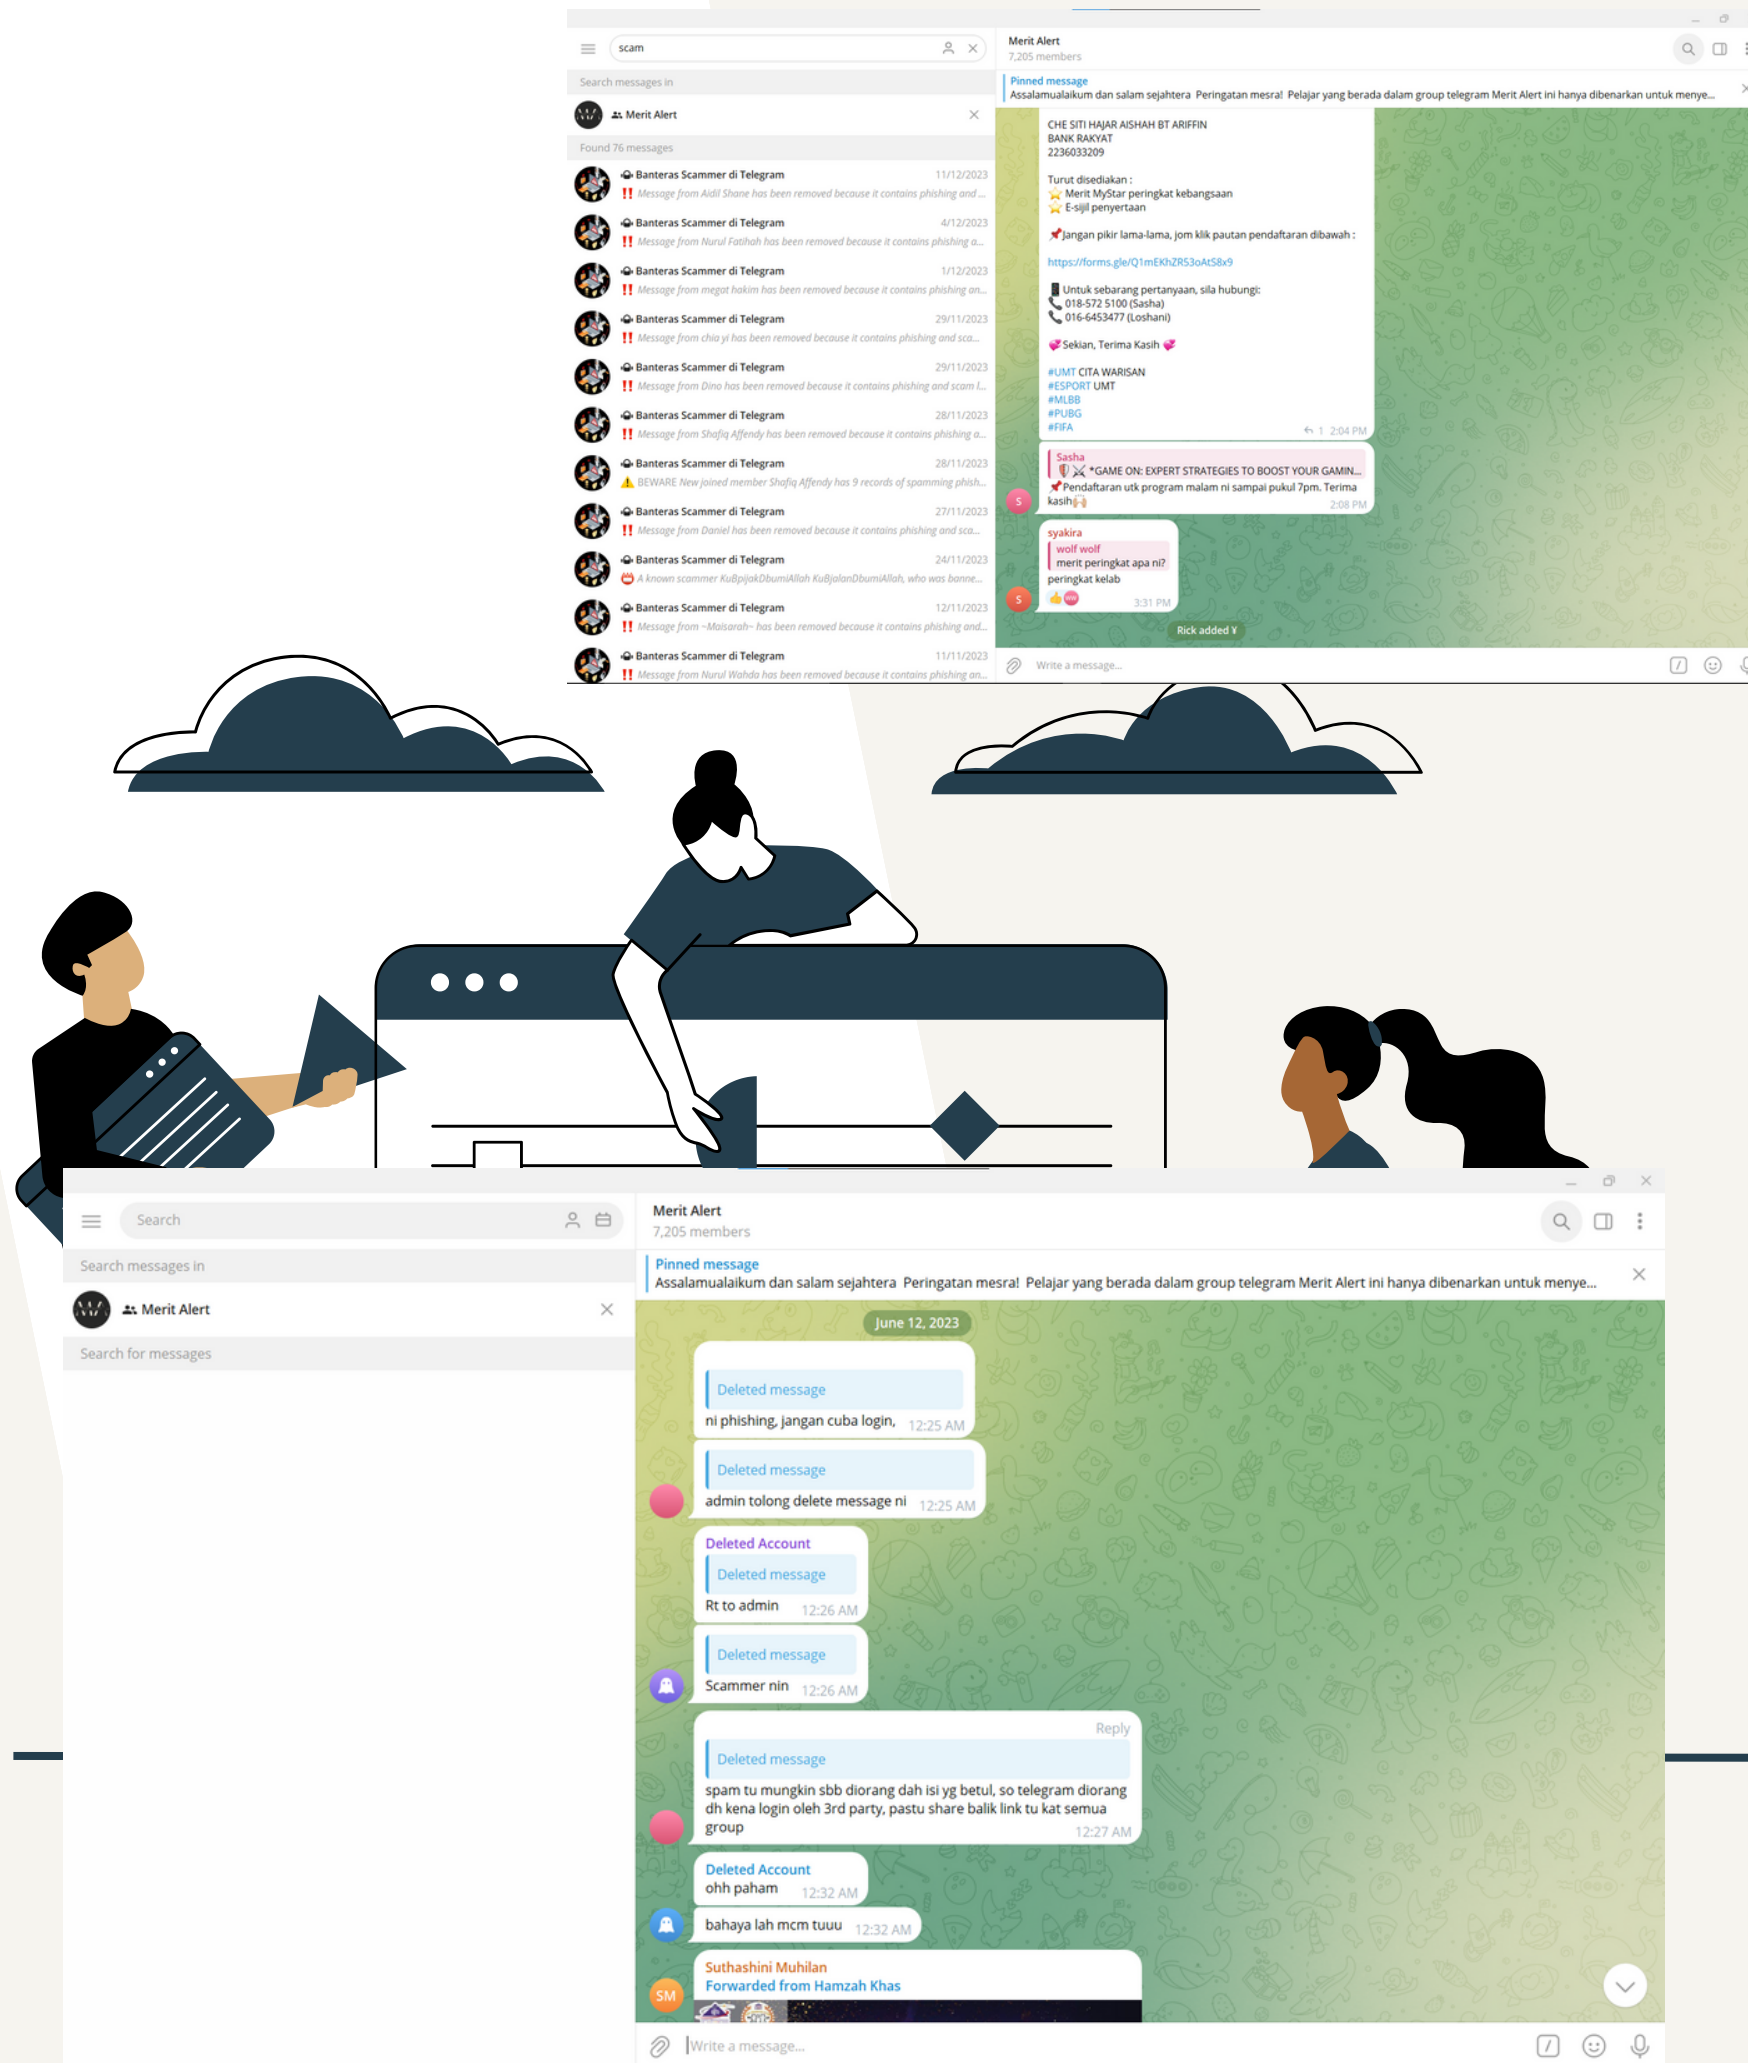 scam
Search messages in
Merit Alert
Found 76 messages
Banteras Scammer di Telegram 11/12/2023
Message from Aidil Shane has been removed because it contains phishing and ...
Banteras Scammer di Telegram 4/12/2023
Message from Nurul Fatihah has been removed because it contains phishing a...
Banteras Scammer di Telegram 1/12/2023
Message from megat hakim has been removed because it contains phishing an...
Banteras Scammer di Telegram 29/11/2023
Message from chia yi has been removed because it contains phishing and sca...
Banteras Scammer di Telegram 29/11/2023
Message from Dino has been removed because it contains phishing and scam l...
Banteras Scammer di Telegram 28/11/2023
Message from Shafiq Affendy has been removed because it contains phishing a...
Banteras Scammer di Telegram 28/11/2023
BEWARE New joined member Shafiq Affendy has 9 records of spamming phish...
Banteras Scammer di Telegram 27/11/2023
Message from Daniel has been removed because it contains phishing and sca...
Banteras Scammer di Telegram 24/11/2023
A known scammer KuBpijakDbumiAllah KuBjalanDbumiAllah, who was banne...
Banteras Scammer di Telegram 12/11/2023
Message from ~Maisarah~ has been removed because it contains phishing and...
Banteras Scammer di Telegram 11/11/2023
Message from Nurul Wahda has been removed because it contains phishing an...
Merit Alert
7,205 members
Pinned message
Assalamualaikum dan salam sejahtera Peringatan mesra! Pelajar yang berada dalam group telegram Merit Alert ini hanya dibenarkan untuk menye...
CHE SITI HAJAR AISHAH BT ARIFFIN
BANK RAKYAT
2236033209
Turut disediakan :
⭐ Merit MyStar peringkat kebangsaan
⭐ E-sijil penyertaan
📌Jangan pikir lama-lama, jom klik pautan pendaftaran dibawah :
https://forms.gle/Q1mEKhZR53oAtS8x9
📱Untuk sebarang pertanyaan, sila hubungi:
📞 018-572 5100 (Sasha)
📞 016-6453477 (Loshani)
💞Sekian, Terima Kasih 💞
#UMT CITA WARISAN
#ESPORT UMT
#MLBB
#PUBG
#FIFA
1 2:04 PM
Sasha
*GAME ON: EXPERT STRATEGIES TO BOOST YOUR GAMIN...
📌Pendaftaran utk program malam ni sampai pukul 7pm. Terima
kasih
2:08 PM
S
syakira
wolf wolf
merit peringkat apa ni?
peringkat kelab
WW
3:31 PM
S
Rick added ¥
Write a message...
Search
Search messages in
Merit Alert
Search for messages
Merit Alert
7,205 members
Pinned message
Assalamualaikum dan salam sejahtera Peringatan mesra! Pelajar yang berada dalam group telegram Merit Alert ini hanya dibenarkan untuk menye...
June 12, 2023
Deleted message
ni phishing, jangan cuba login, 12:25 AM
Deleted message
admin tolong delete message ni 12:25 AM
Deleted Account
Deleted message
Rt to admin 12:26 AM
Deleted message
Scammer nin 12:26 AM
Reply
Deleted message
spam tu mungkin sbb diorang dah isi yg betul, so telegram diorang
dh kena login oleh 3rd party, pastu share balik link tu kat semua
group 12:27 AM
Deleted Account
ohh paham 12:32 AM
bahaya lah mcm tuuu 12:32 AM
Suthashini Muhilan
Forwarded from Hamzah Khas
SM
Write a message...